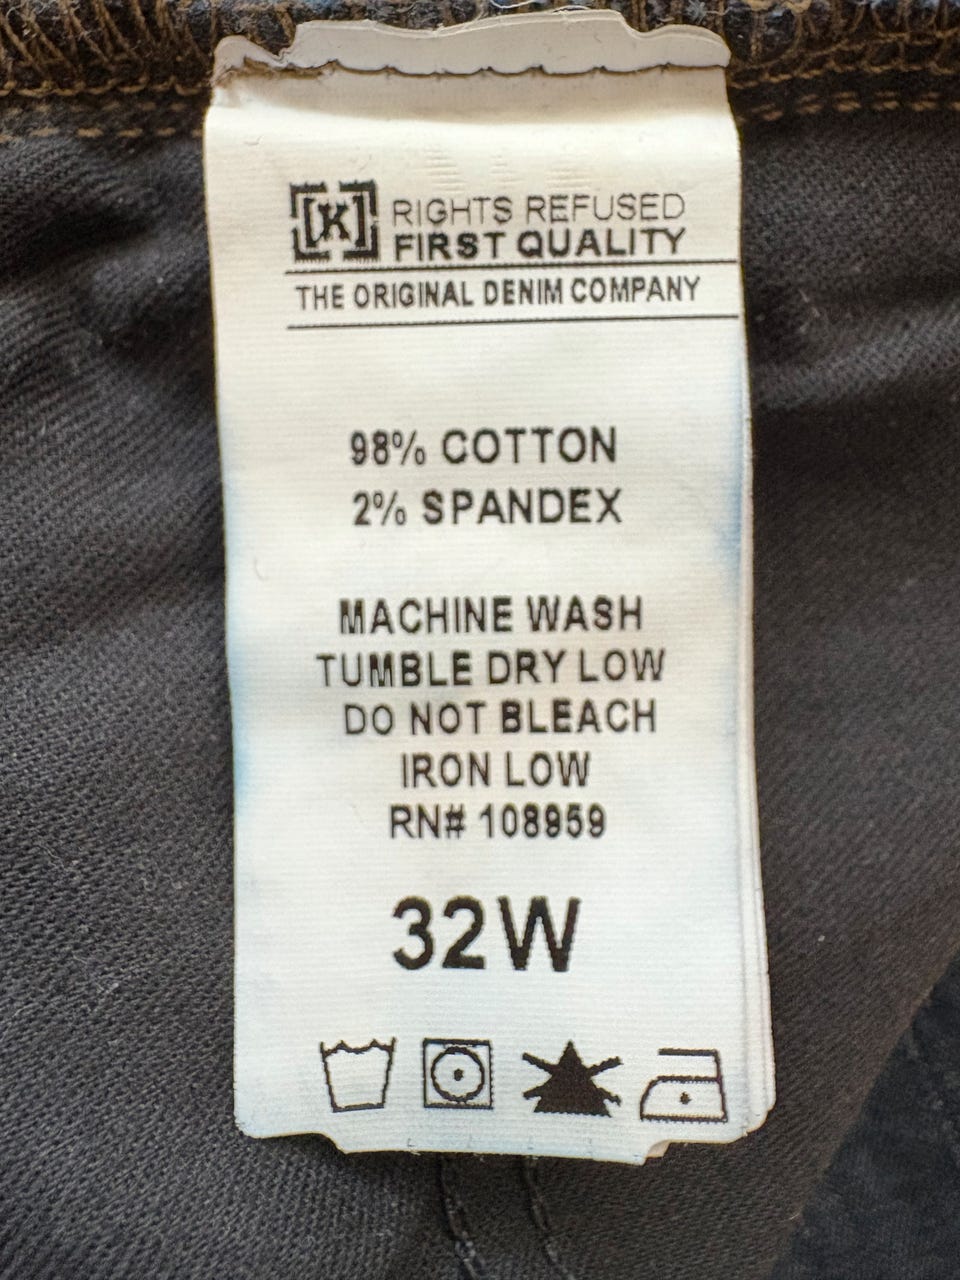 [K] RIGHTS REFUSED
FIRST QUALITY
THE ORIGINAL DENIM COMPANY
98% COTTON
2% SPANDEX
MACHINE WASH
TUMBLE DRY LOW
DO NOT BLEACH
IRON LOW
RN# 108959
32W